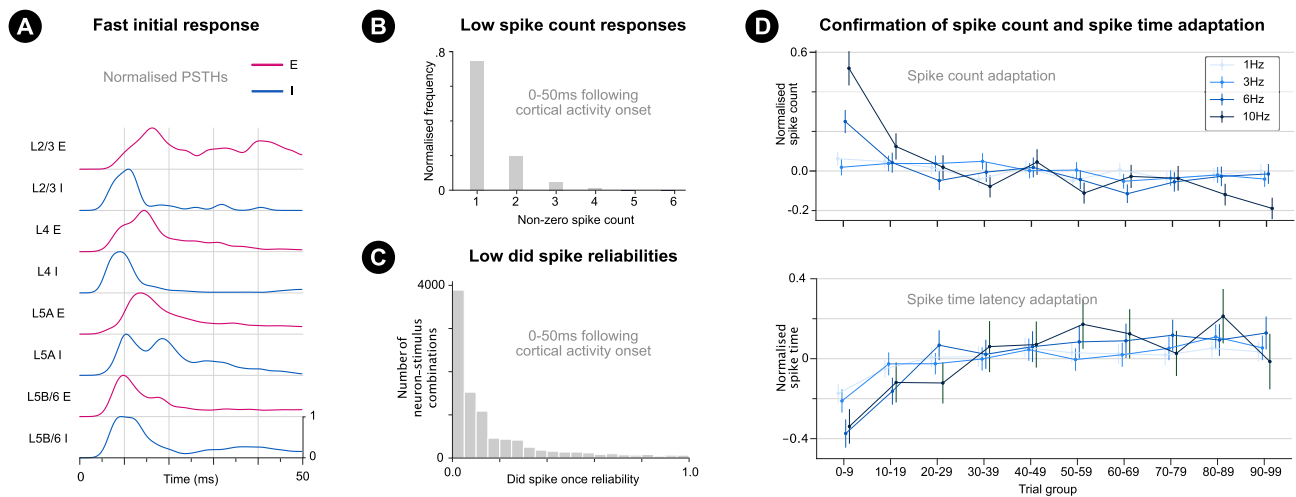 A
Fast initial response
Normalised PSTHs
E
I
L2/3 E
L2/3 I
L4 E
L4 I
L5A E
L5A I
L5B/6 E
L5B/6 I
1
0
0
50
Time (ms)
B
Low spike count responses
.8
0
Normalised frequency
0-50ms following
cortical activity onset
1 2 3 4 5 6
Non-zero spike count
C
Low did spike reliabilities
4000
0
Number of
neuron–stimulus
combinations
0-50ms following
cortical activity onset
0.0
1.0
Did spike once reliability
D
Confirmation of spike count and spike time adaptation
0.6
0.0
-0.2
Normalised
spike count
Spike count adaptation
1Hz
3Hz
6Hz
10Hz
0.4
0
−0.4
Normalised
spike time
Spike time latency adaptation
0-9 10-19 20-29 30-39 40-49 50-59 60-69 70-79 80-89 90-99
Trial group